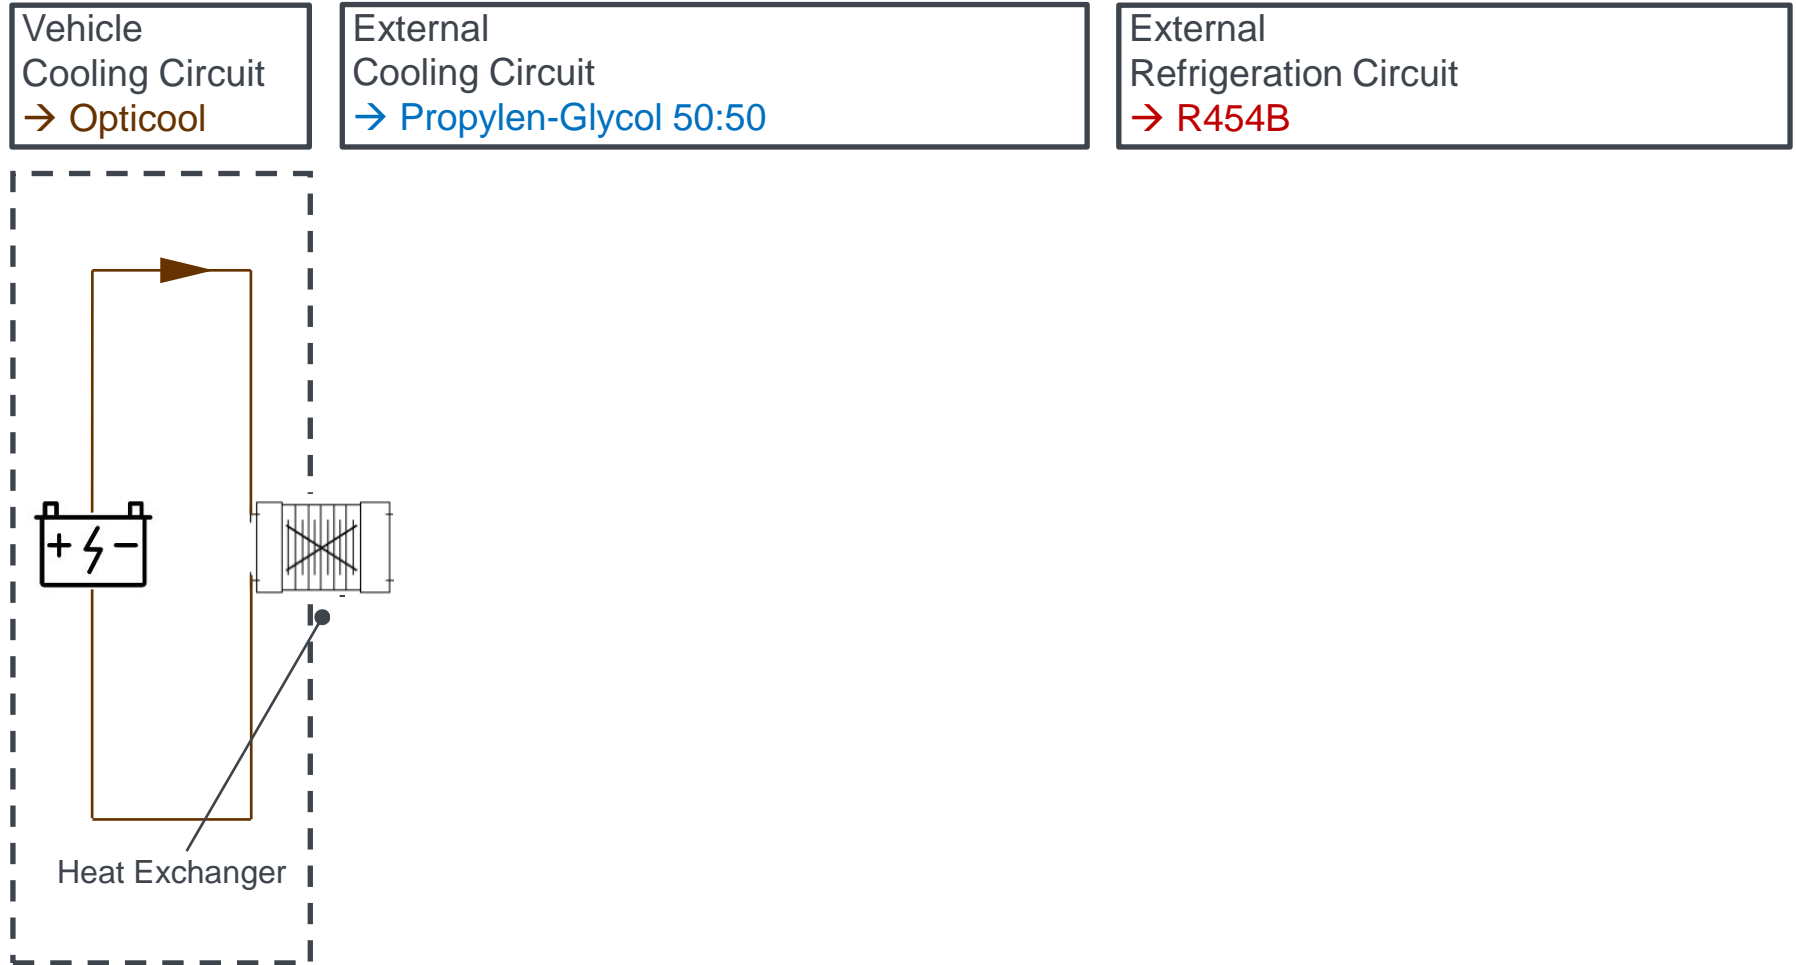 Vehicle
Cooling Circuit
→ Opticool
External
Cooling Circuit
→ Propylen-Glycol 50:50
External
Refrigeration Circuit
→ R454B
+ −
Heat Exchanger